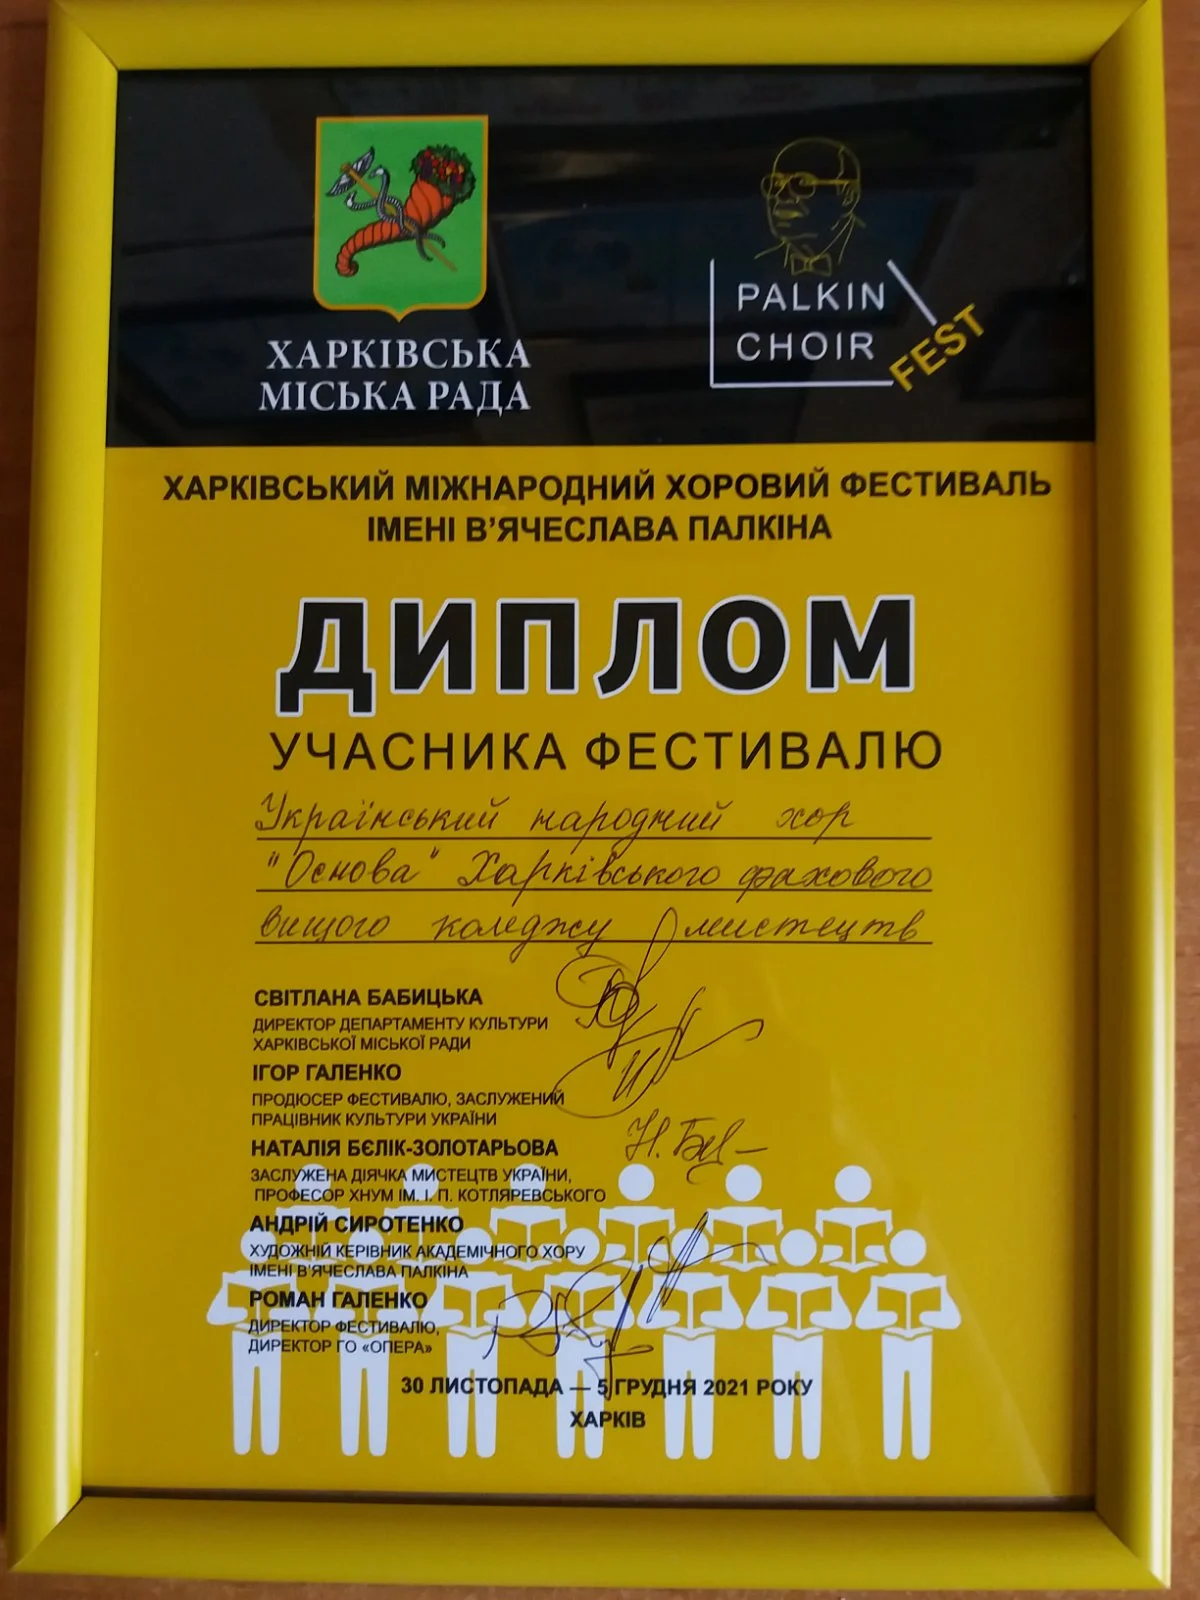 ХАРКІВСЬКА
МІСЬКА РАДА
PALKIN
CHOIR
FEST
ХАРКІВСЬКИЙ МІЖНАРОДНИЙ ХОРОВИЙ ФЕСТИВАЛЬ
ІМЕНІ В’ЯЧЕСЛАВА ПАЛКІНА
ДИПЛОМ
УЧАСНИКА ФЕСТИВАЛЮ
Український народний хор
"Основа" Харківського фахового
вищого коледжу мистецтв
СВІТЛАНА БАБИЦЬКА
ДИРЕКТОР ДЕПАРТАМЕНТУ КУЛЬТУРИ
ХАРКІВСЬКОЇ МІСЬКОЇ РАДИ
ІГОР ГАЛЕНКО
ПРОДЮСЕР ФЕСТИВАЛЮ, ЗАСЛУЖЕНИЙ
ПРАЦІВНИК КУЛЬТУРИ УКРАЇНИ
НАТАЛІЯ БЄЛІК-ЗОЛОТАРЬОВА
ЗАСЛУЖЕНА ДІЯЧКА МИСТЕЦТВ УКРАЇНИ,
ПРОФЕСОР ХНУМ ІМ. І. П. КОТЛЯРЕВСЬКОГО
АНДРІЙ СИРОТЕНКО
ХУДОЖНІЙ КЕРІВНИК АКАДЕМІЧНОГО ХОРУ
ІМЕНІ В'ЯЧЕСЛАВА ПАЛКІНА
РОМАН ГАЛЕНКО
ДИРЕКТОР ФЕСТИВАЛЮ,
ДИРЕКТОР ГО «ОПЕРА»
30 ЛИСТОПАДА — 5 ГРУДНЯ 2021 РОКУ
ХАРКІВ